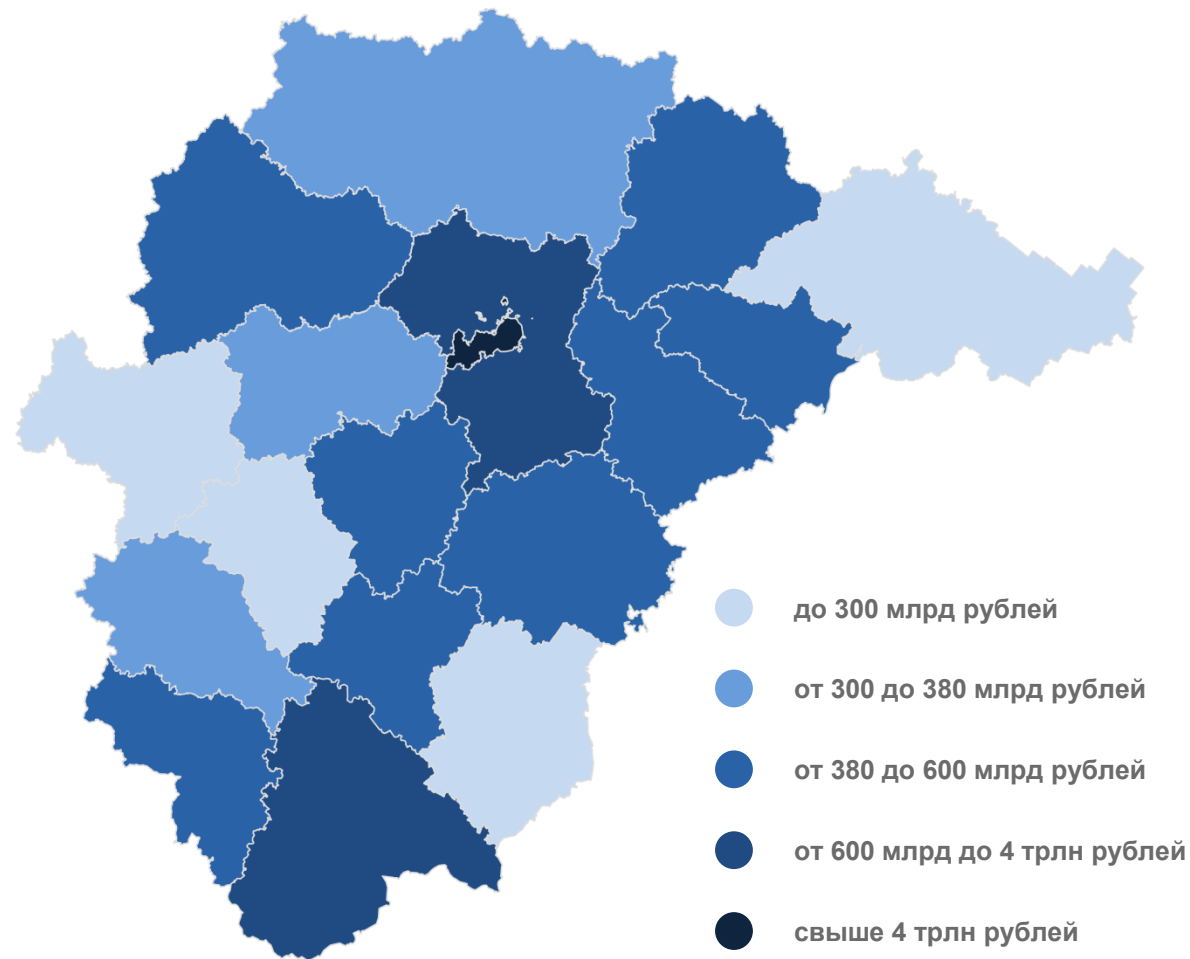 до 300 млрд рублей
от 300 до 380 млрд рублей
от 380 до 600 млрд рублей
от 600 млрд до 4 трлн рублей
свыше 4 трлн рублей